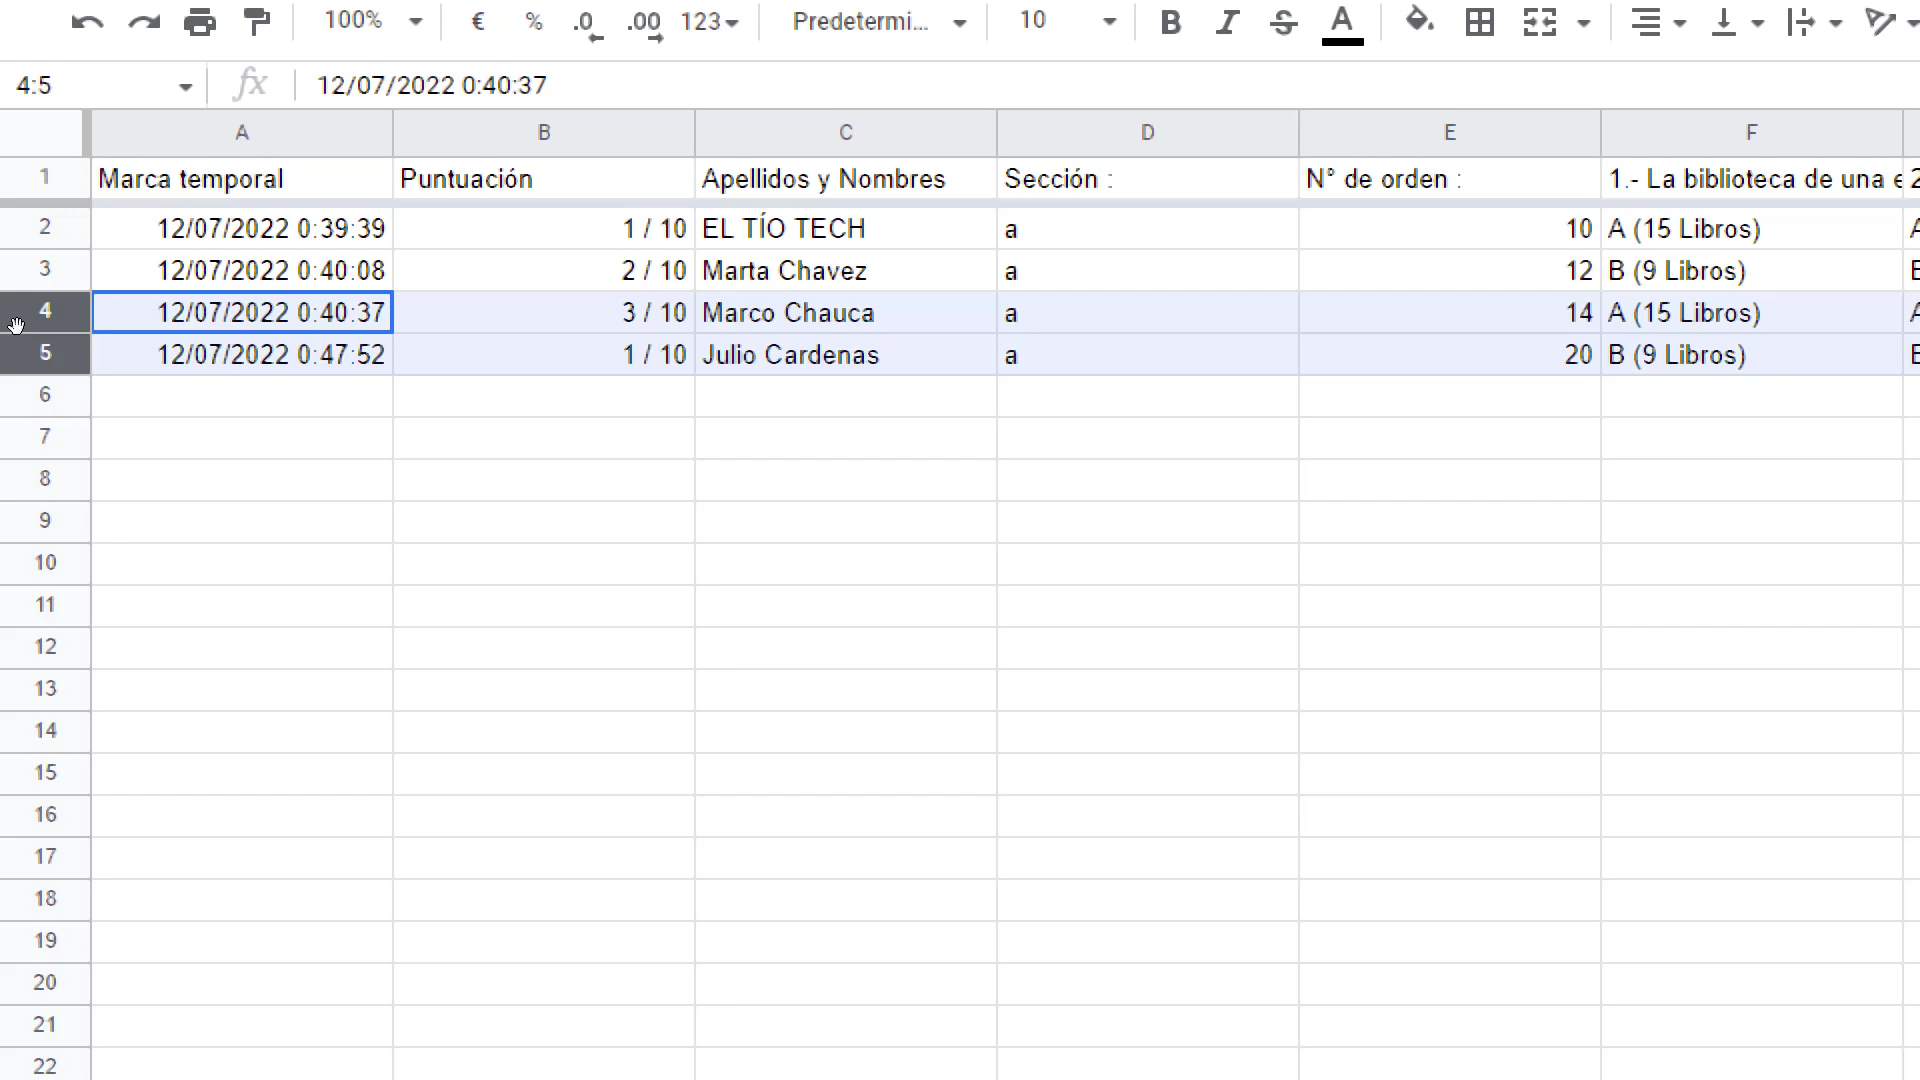 100% € % .0 .00 123 Predetermi... 10 B I S A
4:5 fx 12/07/2022 0:40:37
A B C D E F
1 Marca temporal Puntuación Apellidos y Nombres Sección : N° de orden : 1.- La biblioteca de una e 2
2 12/07/2022 0:39:39 1 / 10 EL TÍO TECH a 10 A (15 Libros) A
3 12/07/2022 0:40:08 2 / 10 Marta Chavez a 12 B (9 Libros)
4 12/07/2022 0:40:37 3 / 10 Marco Chauca a 14 A (15 Libros) A
5 12/07/2022 0:47:52 1 / 10 Julio Cardenas a 20 B (9 Libros)
6
7
8
9
10
11
12
13
14
15
16
17
18
19
20
21
22